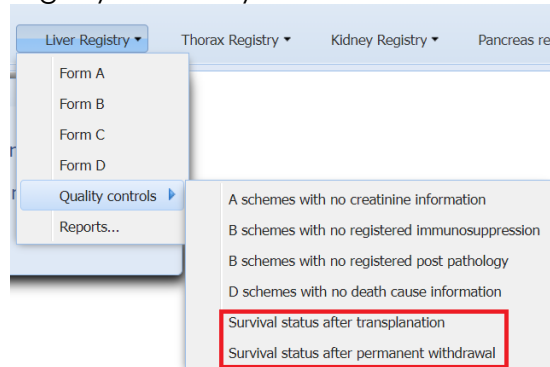 Liver Registry Thorax Registry Kidney Registry Pancreas re
Form A
Form B
Form C
Form D
Quality controls
Reports...
A schemes with no creatinine information
B schemes with no registered immunosuppression
B schemes with no registered post pathology
D schemes with no death cause information
Survival status after transplanation
Survival status after permanent withdrawal